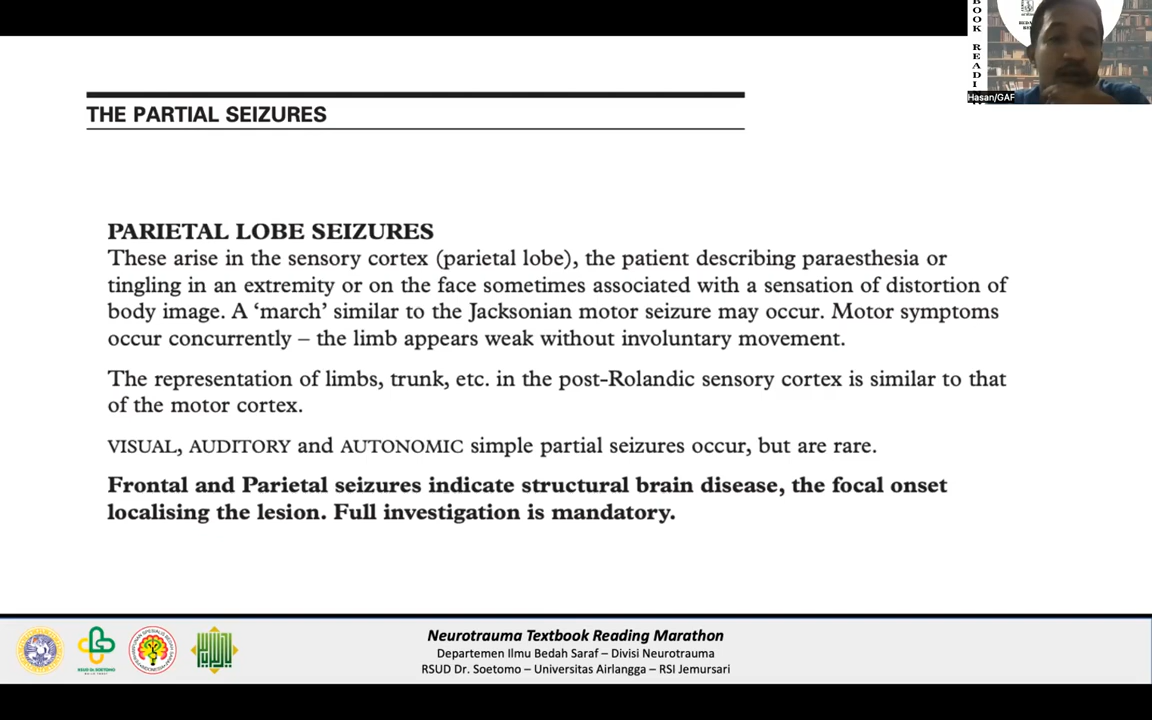 THE PARTIAL SEIZURES
PARIETAL LOBE SEIZURES
These arise in the sensory cortex (parietal lobe), the patient describing paraesthesia or
tingling in an extremity or on the face sometimes associated with a sensation of distortion of
body image. A ‘march’ similar to the Jacksonian motor seizure may occur. Motor symptoms
occur concurrently – the limb appears weak without involuntary movement.
The representation of limbs, trunk, etc. in the post-Rolandic sensory cortex is similar to that
of the motor cortex.
VISUAL, AUDITORY and AUTONOMIC simple partial seizures occur, but are rare.
Frontal and Parietal seizures indicate structural brain disease, the focal onset
localising the lesion. Full investigation is mandatory.
Hasan/GAF
Neurotrauma Textbook Reading Marathon
Departemen Ilmu Bedah Saraf – Divisi Neurotrauma
RSUD Dr. Soetomo – Universitas Airlangga – RSI Jemursari
RSUD Dr. SOETOMO